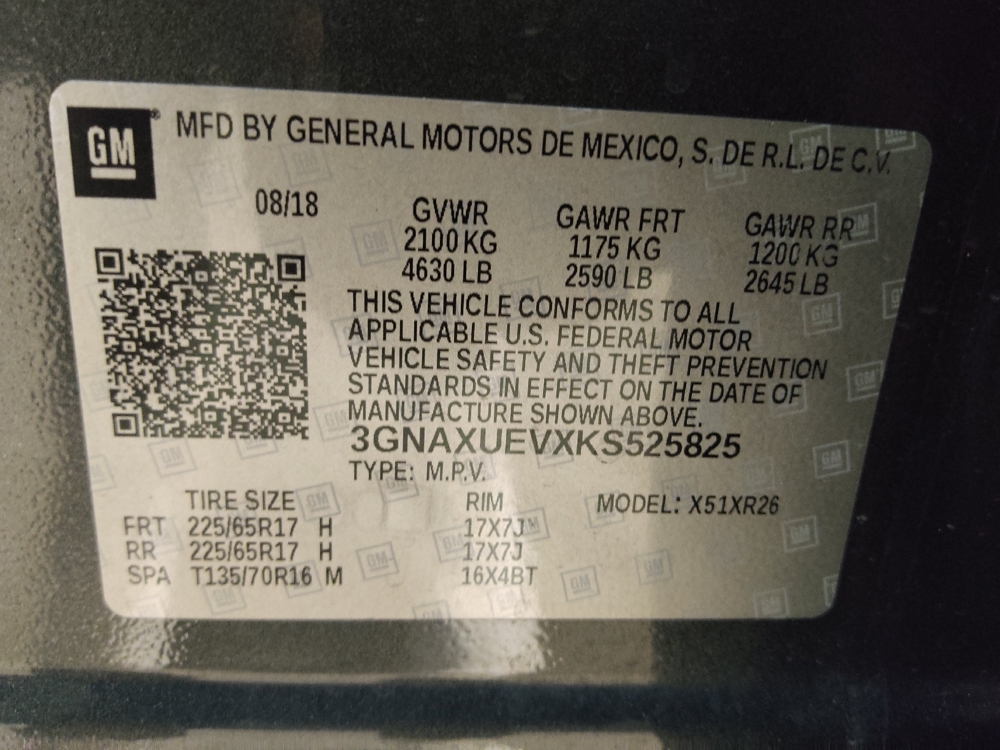 GM
MFD BY GENERAL MOTORS DE MEXICO, S. DE R.L. DE C.V.
08/18
GVWR GAWR FRT GAWR RR
2100 KG 1175 KG 1200 KG
4630 LB 2590 LB 2645 LB
THIS VEHICLE CONFORMS TO ALL
APPLICABLE U.S. FEDERAL MOTOR
VEHICLE SAFETY AND THEFT PREVENTION
STANDARDS IN EFFECT ON THE DATE OF
MANUFACTURE SHOWN ABOVE.
3GNAXUEVXKS525825
TYPE: M.P.V.
TIRE SIZE RIM MODEL: X51XR26
FRT 225/65R17 H 17X7J
RR 225/65R17 H 17X7J
SPA T135/70R16 M 16X4BT